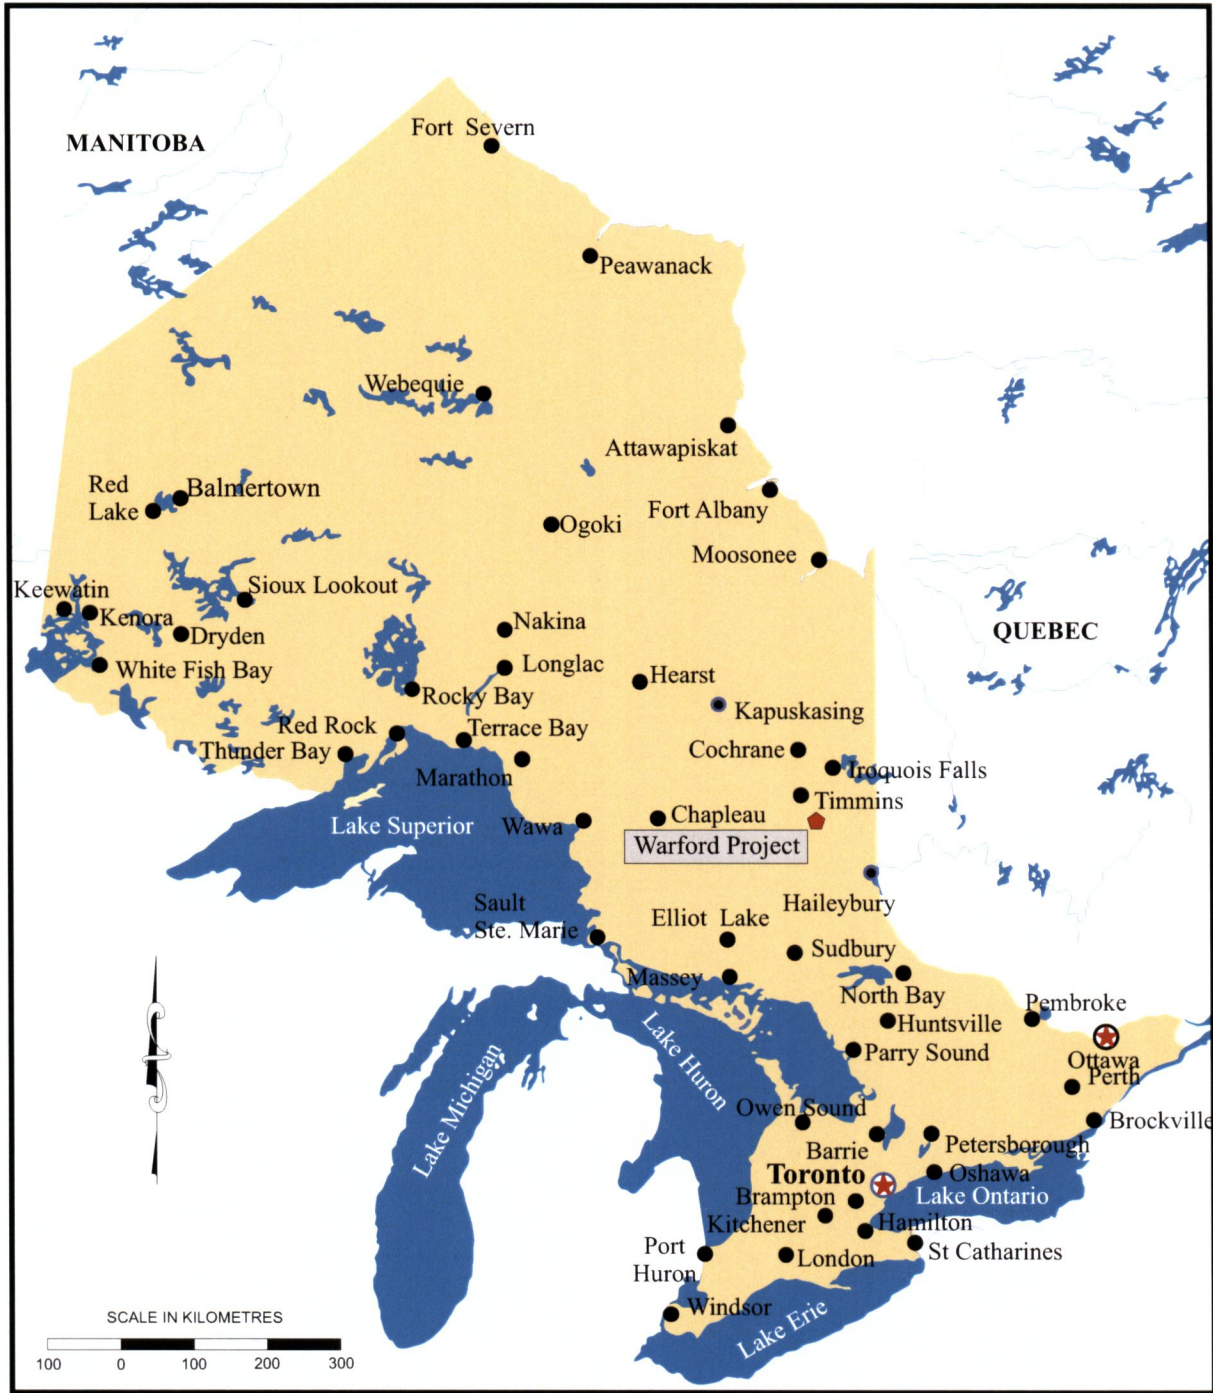 Fort Severn
MANITOBA
Peawanack
Webequie
Attawapiskat
Red
Lake
Balmertown
Fort Albany
Ogoki
Moosonee
Keewatin
Sioux Lookout
Kenora
Nakina
Dryden
QUEBEC
White Fish Bay
Longlac
Hearst
Rocky Bay
Kapuskasing
Red Rock
Terrace Bay
Thunder Bay
Cochrane
Marathon
Iroquois Falls
Timmins
Lake Superior
Wawa
Chapleau
Warford Project
Sault
Ste. Marie
Haileybury
Elliot Lake
Sudbury
Massey
North Bay
Pembroke
Huntsville
Lake Huron
Parry Sound
Ottawa
Perth
Lake Michigan
Owen Sound
Brockville
Barrie
Petersborough
Toronto
Oshawa
Brampton
Lake Ontario
Kitchener
Hamilton
Port
Huron
London
St Catharines
Windsor
Lake Erie
SCALE IN KILOMETRES
100 0 100 200 300